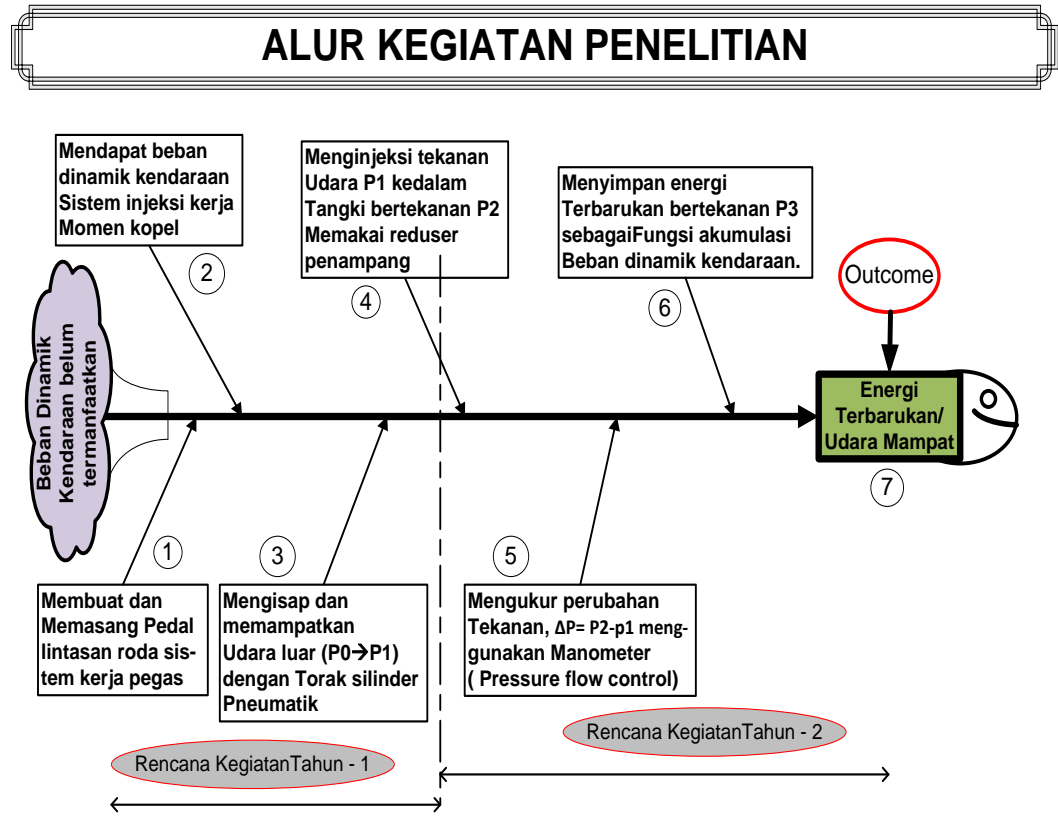 ALUR KEGIATAN PENELITIAN
Mendapat beban
dinamik kendaraan
Sistem injeksi kerja
Momen kopel
2
Menginjeksi tekanan
Udara P1 kedalam
Tangki bertekanan P2
Memakai reduser
penampang
4
Menyimpan energi
Terbarukan bertekanan P3
sebagaiFungsi akumulasi
Beban dinamik kendaraan.
6
Outcome
Beban Dinamik
Kendaraan belum
termanfaatkan
Energi
Terbarukan/
Udara Mampat
7
1
Membuat dan
Memasang Pedal
lintasan roda sis-
tem kerja pegas
3
Mengisap dan
memampatkan
Udara luar (P0→P1)
dengan Torak silinder
Pneumatik
5
Mengukur perubahan
Tekanan, ΔP= P2-p1 meng-
gunakan Manometer
( Pressure flow control)
Rencana KegiatanTahun - 1
Rencana KegiatanTahun - 2